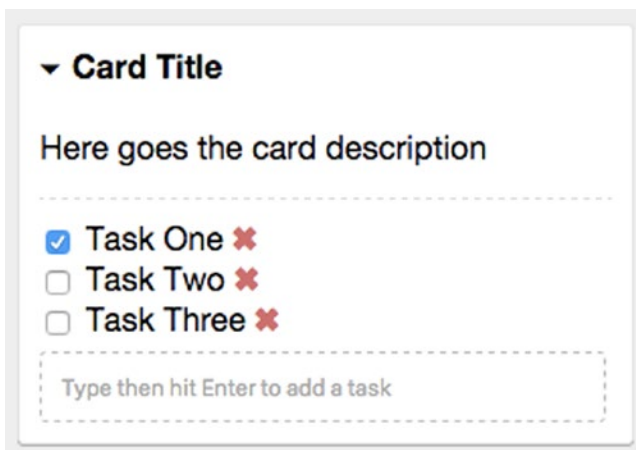 Card Title
Here goes the card description
Task One ✖
Task Two ✖
Task Three ✖
Type then hit Enter to add a task